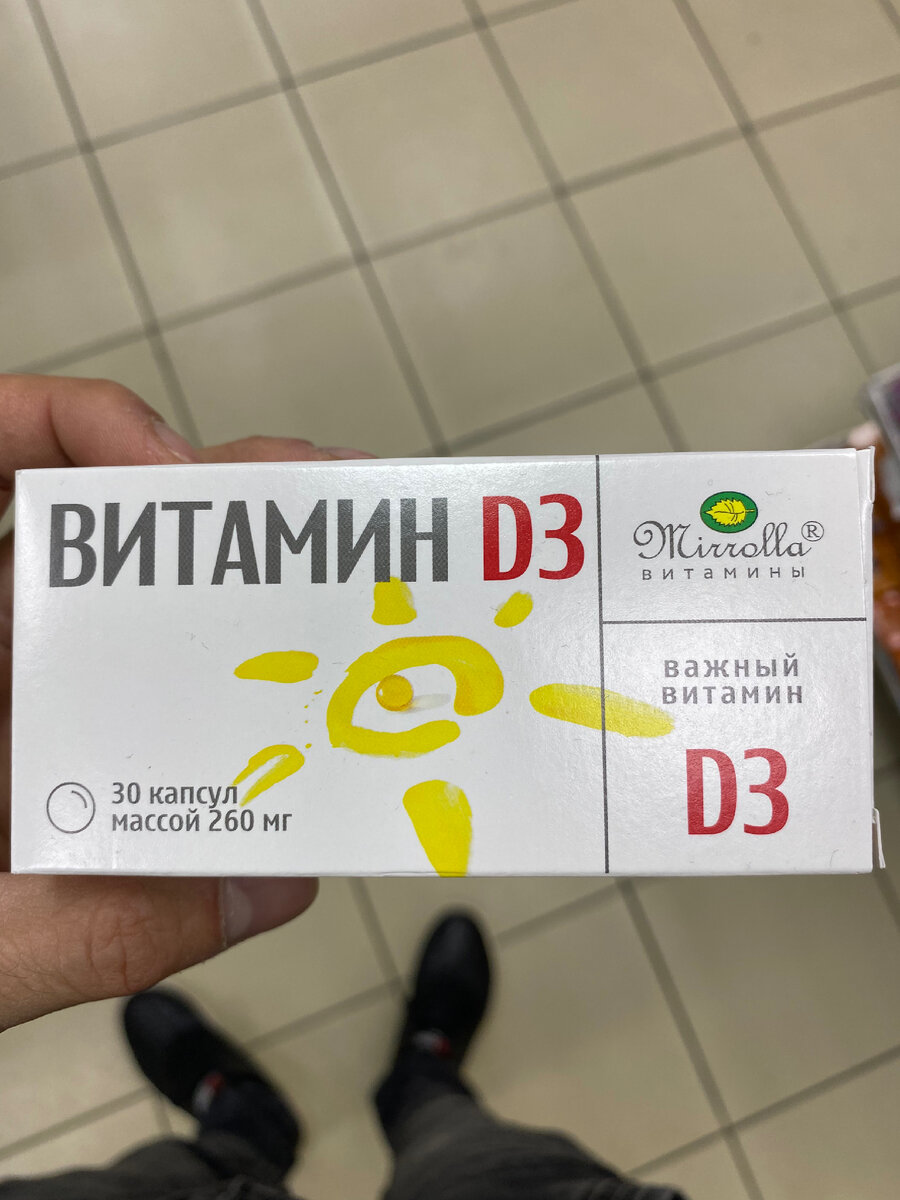 ВИТАМИН D3
30 капсул
массой 260 мг
Mirrolla®
витамины
важный
витамин
D3